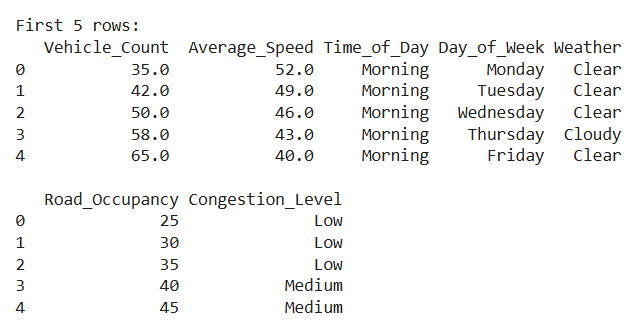 First 5 rows:
   Vehicle_Count  Average_Speed Time_of_Day Day_of_Week Weather
0           35.0           52.0     Morning      Monday   Clear
1           42.0           49.0     Morning     Tuesday   Clear
2           50.0           46.0     Morning   Wednesday   Clear
3           58.0           43.0     Morning    Thursday  Cloudy
4           65.0           40.0     Morning      Friday   Clear

   Road_Occupancy Congestion_Level
0              25              Low
1              30              Low
2              35              Low
3              40           Medium
4              45           Medium